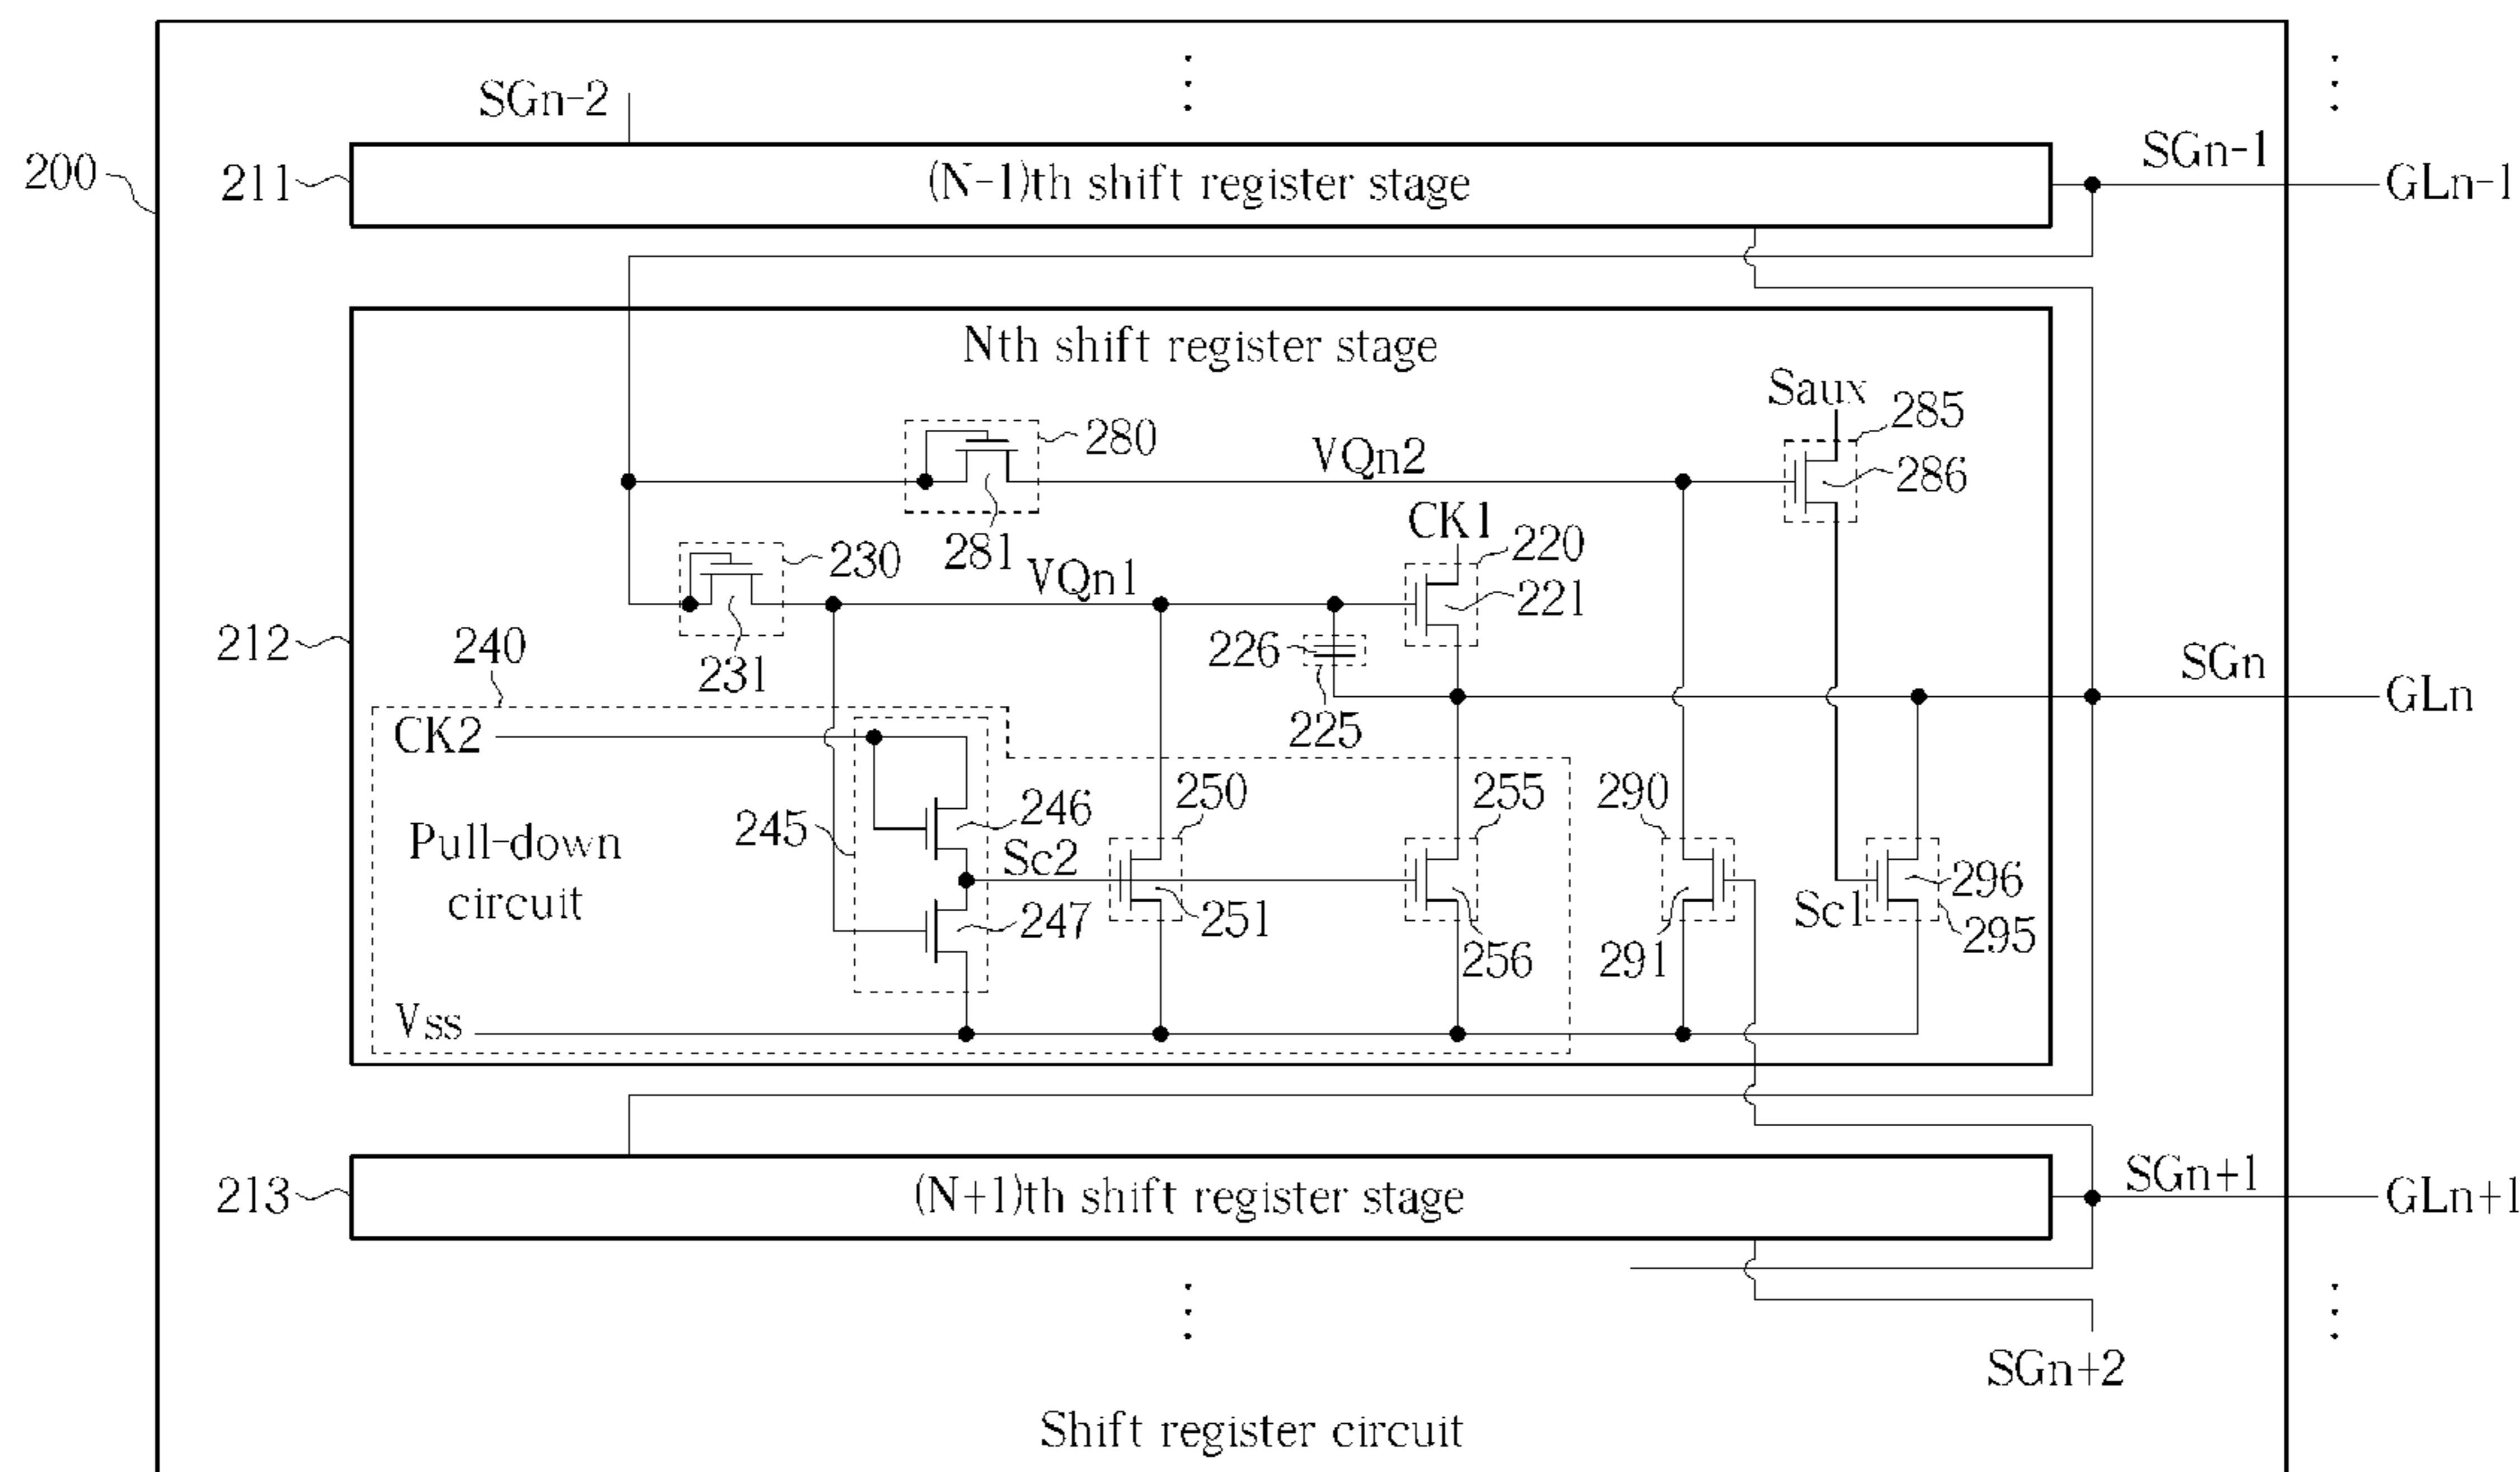 SGn-2
200
211
(N-1)th shift register stage
SGn-1
GLn-1
Nth shift register stage
Saux
285
280
VQn2
286
CK1
281
220
230
VQn1
221
212
240
226
231
SGn
GLn
225
CK2
250
255
290
246
245
Pull-down
circuit
Sc2
296
247
251
Sc1
256
291
295
Vss
SGn+1
213
(N+1)th shift register stage
GLn+1
SGn+2
Shift register circuit